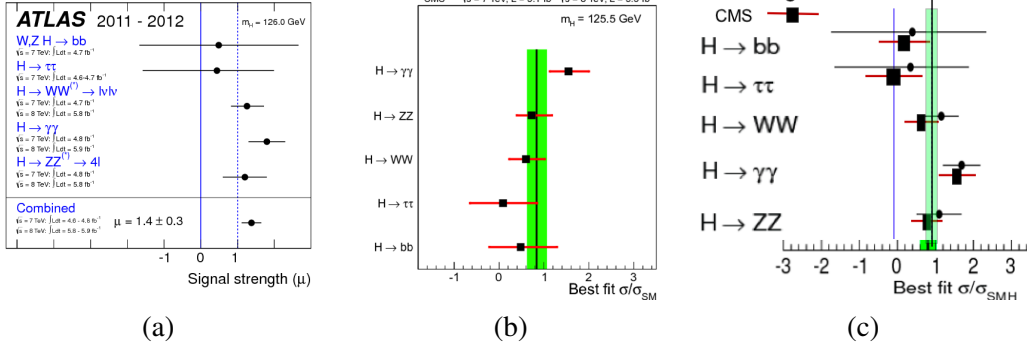 ATLAS 2011 - 2012
m_H = 126.0 GeV
W,Z H → bb
√s = 7 TeV: ∫Ldt = 4.7 fb⁻¹
H → ττ
√s = 7 TeV: ∫Ldt = 4.6-4.7 fb⁻¹
H → WW⁽*⁾ → lνlν
√s = 7 TeV: ∫Ldt = 4.7 fb⁻¹
√s = 8 TeV: ∫Ldt = 5.8 fb⁻¹
H → γγ
√s = 7 TeV: ∫Ldt = 4.8 fb⁻¹
√s = 8 TeV: ∫Ldt = 5.9 fb⁻¹
H → ZZ⁽*⁾ → 4l
√s = 7 TeV: ∫Ldt = 4.8 fb⁻¹
√s = 8 TeV: ∫Ldt = 5.8 fb⁻¹
Combined
√s = 7 TeV: ∫Ldt = 4.6 - 4.8 fb⁻¹
√s = 8 TeV: ∫Ldt = 5.8 - 5.9 fb⁻¹
μ = 1.4 ± 0.3
-1 0 1
Signal strength (μ)
(a)
m_H = 125.5 GeV
H → γγ
H → ZZ
H → WW
H → ττ
H → bb
-1 0 1 2 3
Best fit σ/σ_SM
(b)
CMS
H → bb
H → ττ
H → WW
H → γγ
H → ZZ
-3 -2 -1 0 1 2 3
Best fit σ/σ_SMH
(c)